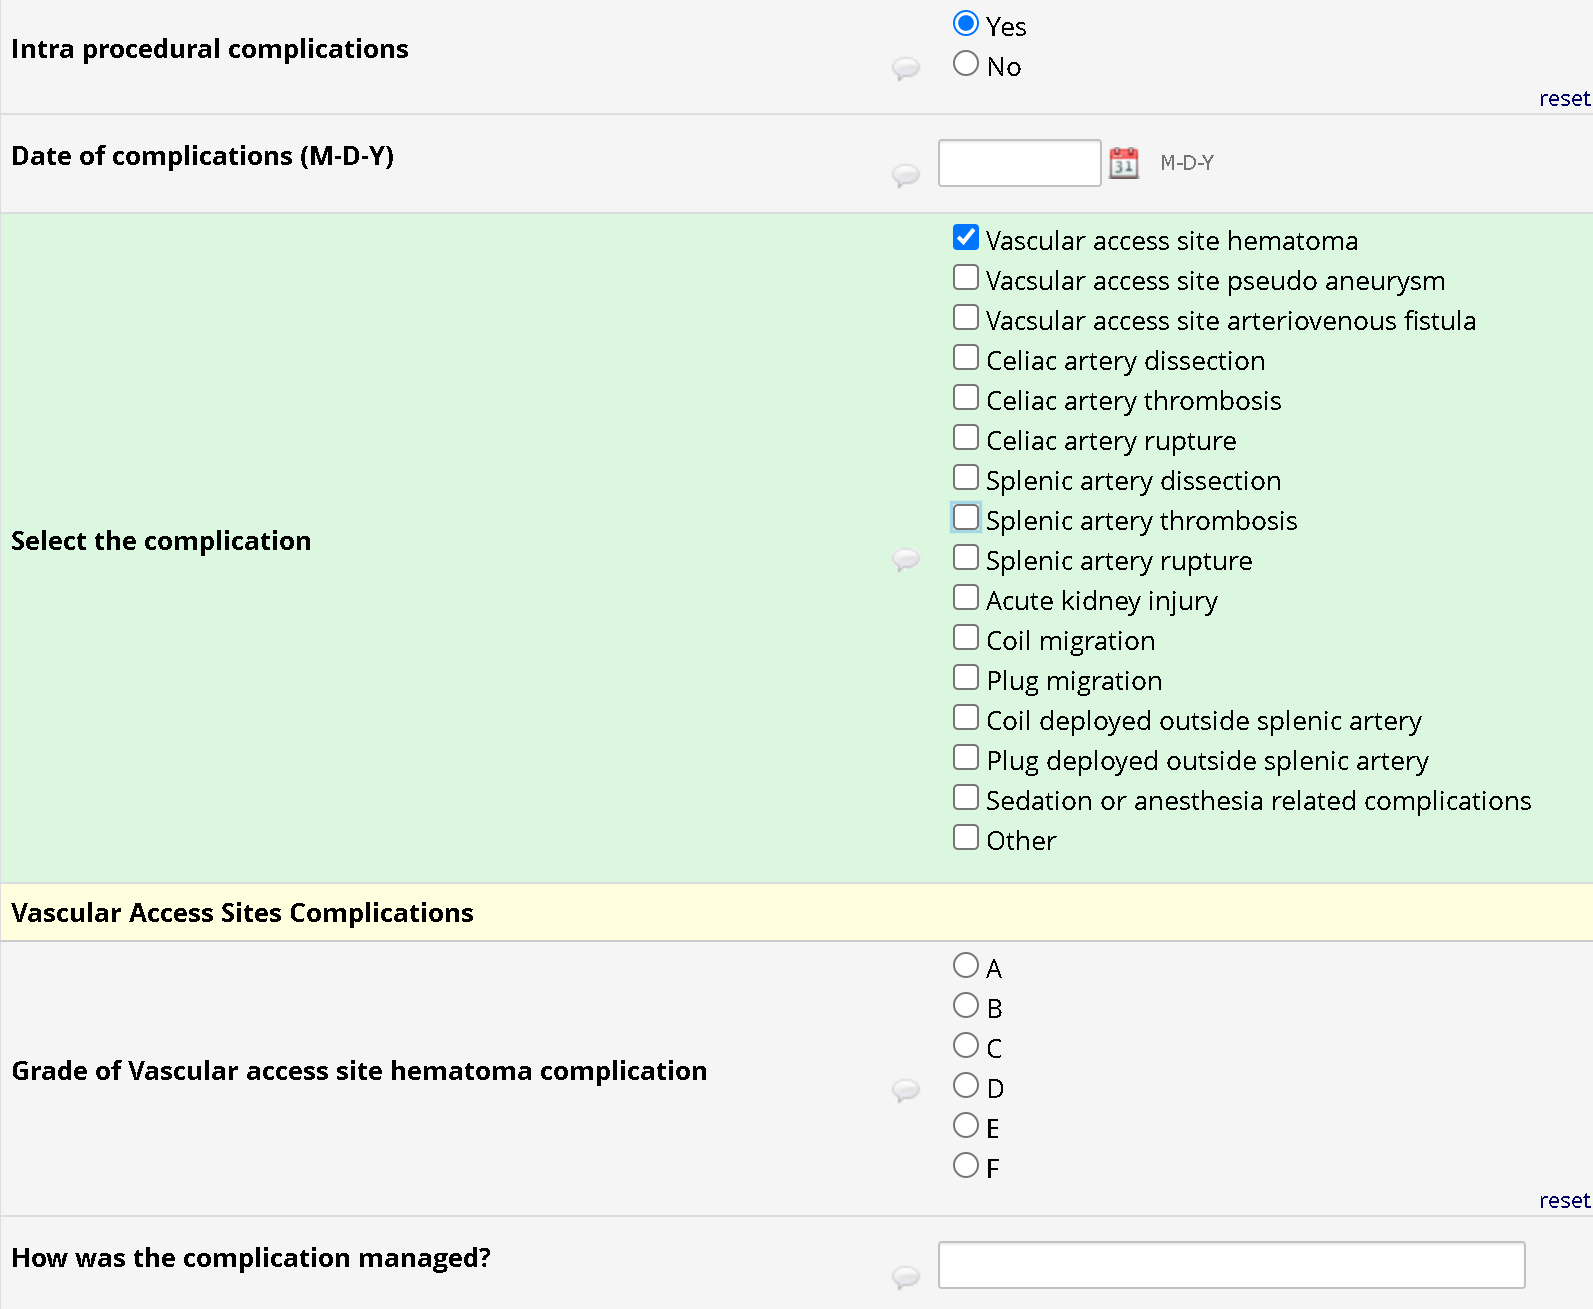 Intra procedural complications
Yes
No
reset
Date of complications (M-D-Y)
31
M-D-Y
Select the complication
Vascular access site hematoma
Vacsular access site pseudo aneurysm
Vacsular access site arteriovenous fistula
Celiac artery dissection
Celiac artery thrombosis
Celiac artery rupture
Splenic artery dissection
Splenic artery thrombosis
Splenic artery rupture
Acute kidney injury
Coil migration
Plug migration
Coil deployed outside splenic artery
Plug deployed outside splenic artery
Sedation or anesthesia related complications
Other
Vascular Access Sites Complications
Grade of Vascular access site hematoma complication
A
B
C
D
E
F
reset
How was the complication managed?